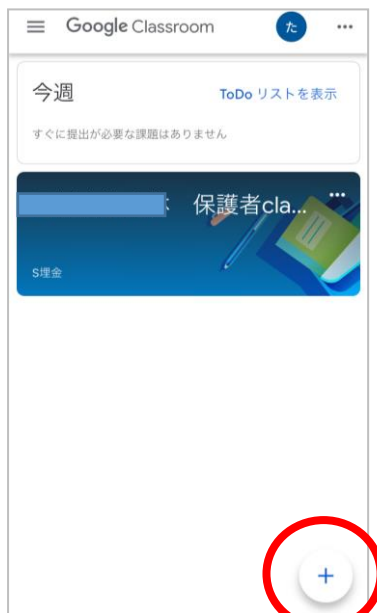 Google Classroom
た
今週
ToDo リストを表示
すぐに提出が必要な課題はありません
保護者cla...
S埋金